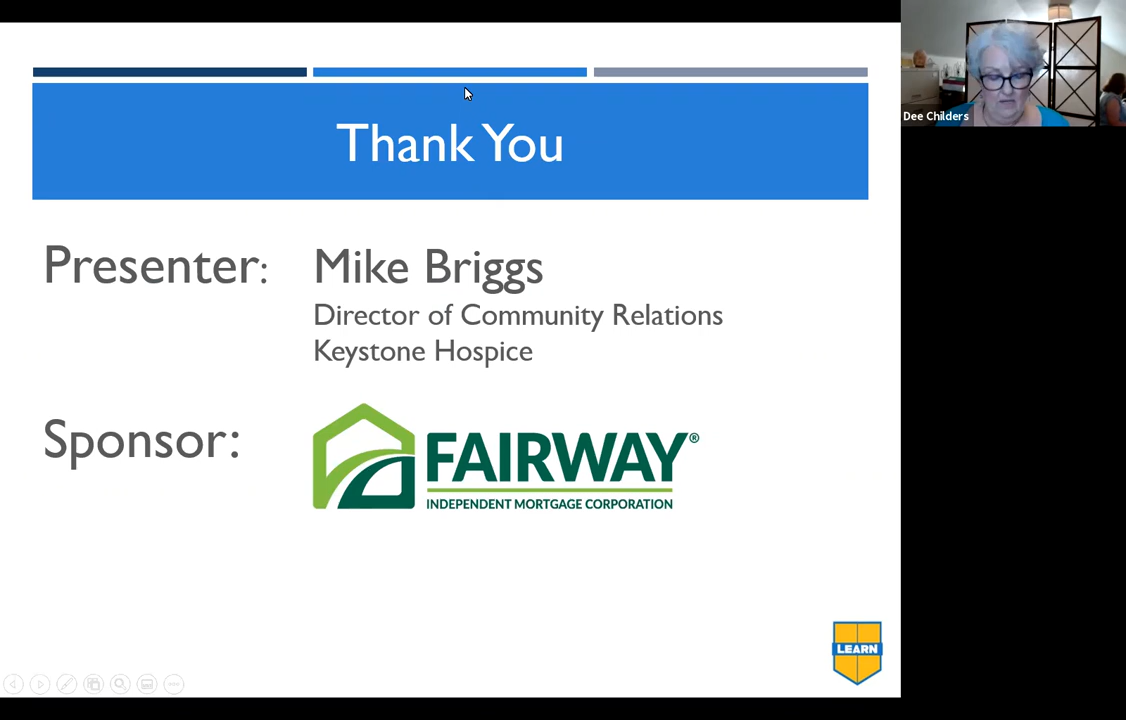 Thank You
Presenter: Mike Briggs
Director of Community Relations
Keystone Hospice
Sponsor: FAIRWAY®
INDEPENDENT MORTGAGE CORPORATION
LEARN
Dee Childers